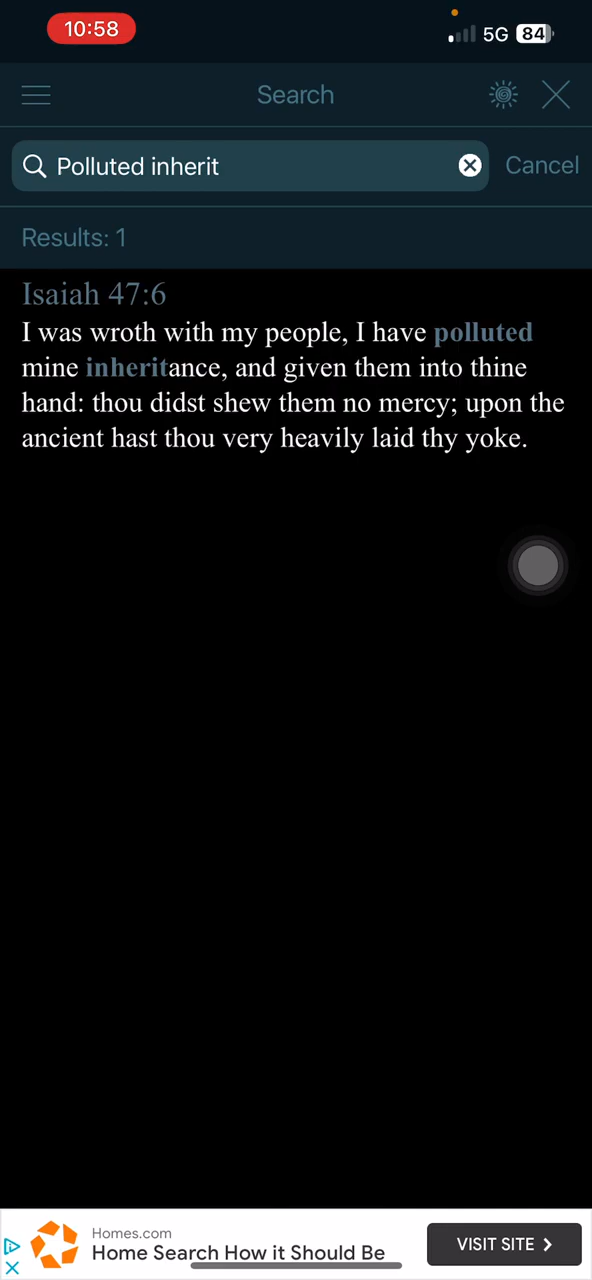 10:58
5G 84
Search
Polluted inherit
Cancel
Results: 1
Isaiah 47:6
I was wroth with my people, I have polluted
mine inheritance, and given them into thine
hand: thou didst shew them no mercy; upon the
ancient hast thou very heavily laid thy yoke.
Homes.com
Home Search How it Should Be
VISIT SITE